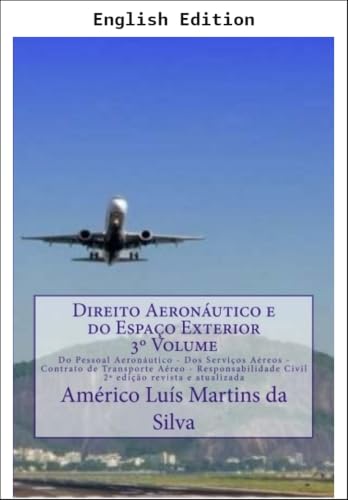 English Edition
Direito Aeronáutico e
do Espaço Exterior
3º Volume
Do Pessoal Aeronáutico - Dos Serviços Aéreos -
Contrato de Transporte Aéreo - Responsabilidade Civil
2ª edição revista e atualizada
Américo Luís Martins da
Silva